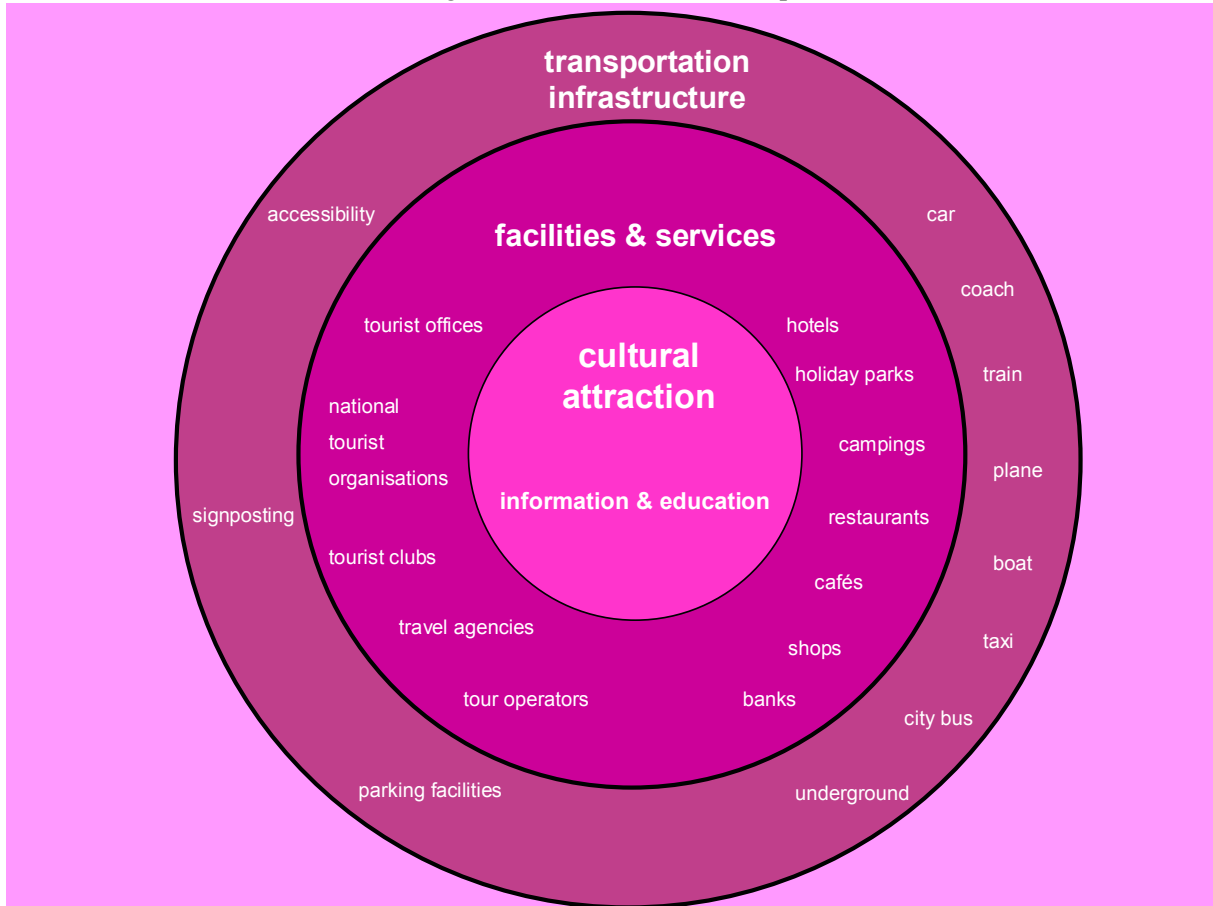 transportation
infrastructure
accessibility
car
facilities & services
coach
tourist offices
hotels
cultural
attraction
holiday parks
train
national
tourist
organisations
campings
plane
information & education
signposting
restaurants
tourist clubs
boat
cafés
travel agencies
taxi
shops
tour operators
banks
city bus
parking facilities
underground